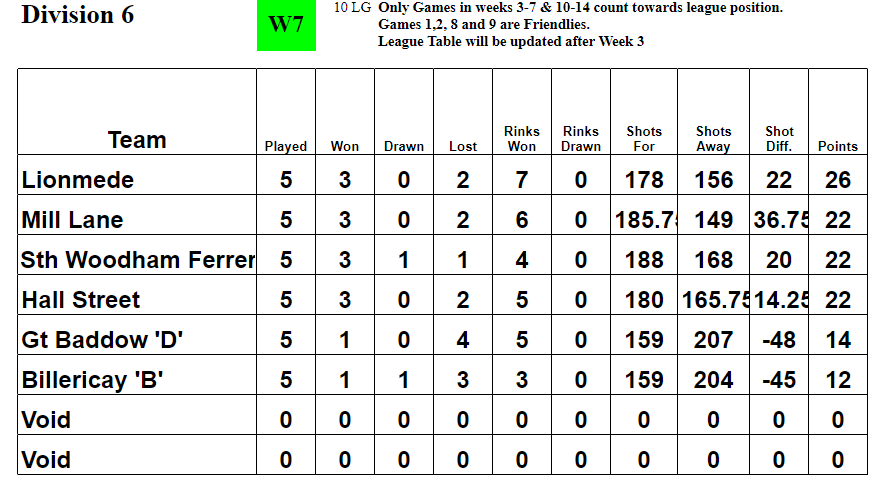 Division 6
W7
10 LG Only Games in weeks 3-7 & 10-14 count towards league position.
Games 1,2, 8 and 9 are Friendlies.
League Table will be updated after Week 3
Team Played Won Drawn Lost Rinks Won Rinks Drawn Shots For Shots Away Shot Diff. Points
Lionmede 5 3 0 2 7 0 178 156 22 26
Mill Lane 5 3 0 2 6 0 185.75 149 36.75 22
Sth Woodham Ferrer 5 3 1 1 4 0 188 168 20 22
Hall Street 5 3 0 2 5 0 180 165.75 14.25 22
Gt Baddow 'D' 5 1 0 4 5 0 159 207 -48 14
Billericay 'B' 5 1 1 3 3 0 159 204 -45 12
Void 0 0 0 0 0 0 0 0 0 0
Void 0 0 0 0 0 0 0 0 0 0